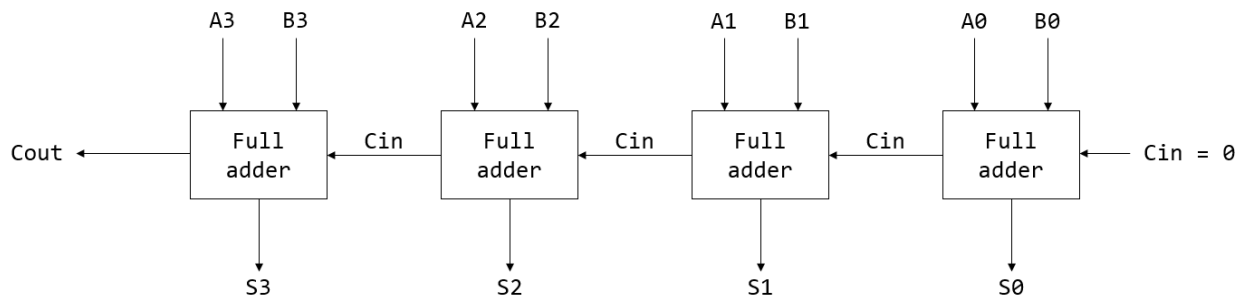 A3 B3 A2 B2 A1 B1 A0 B0
Cout Full adder Cin Full adder Cin Full adder Cin Full adder Cin = 0
S3 S2 S1 S0